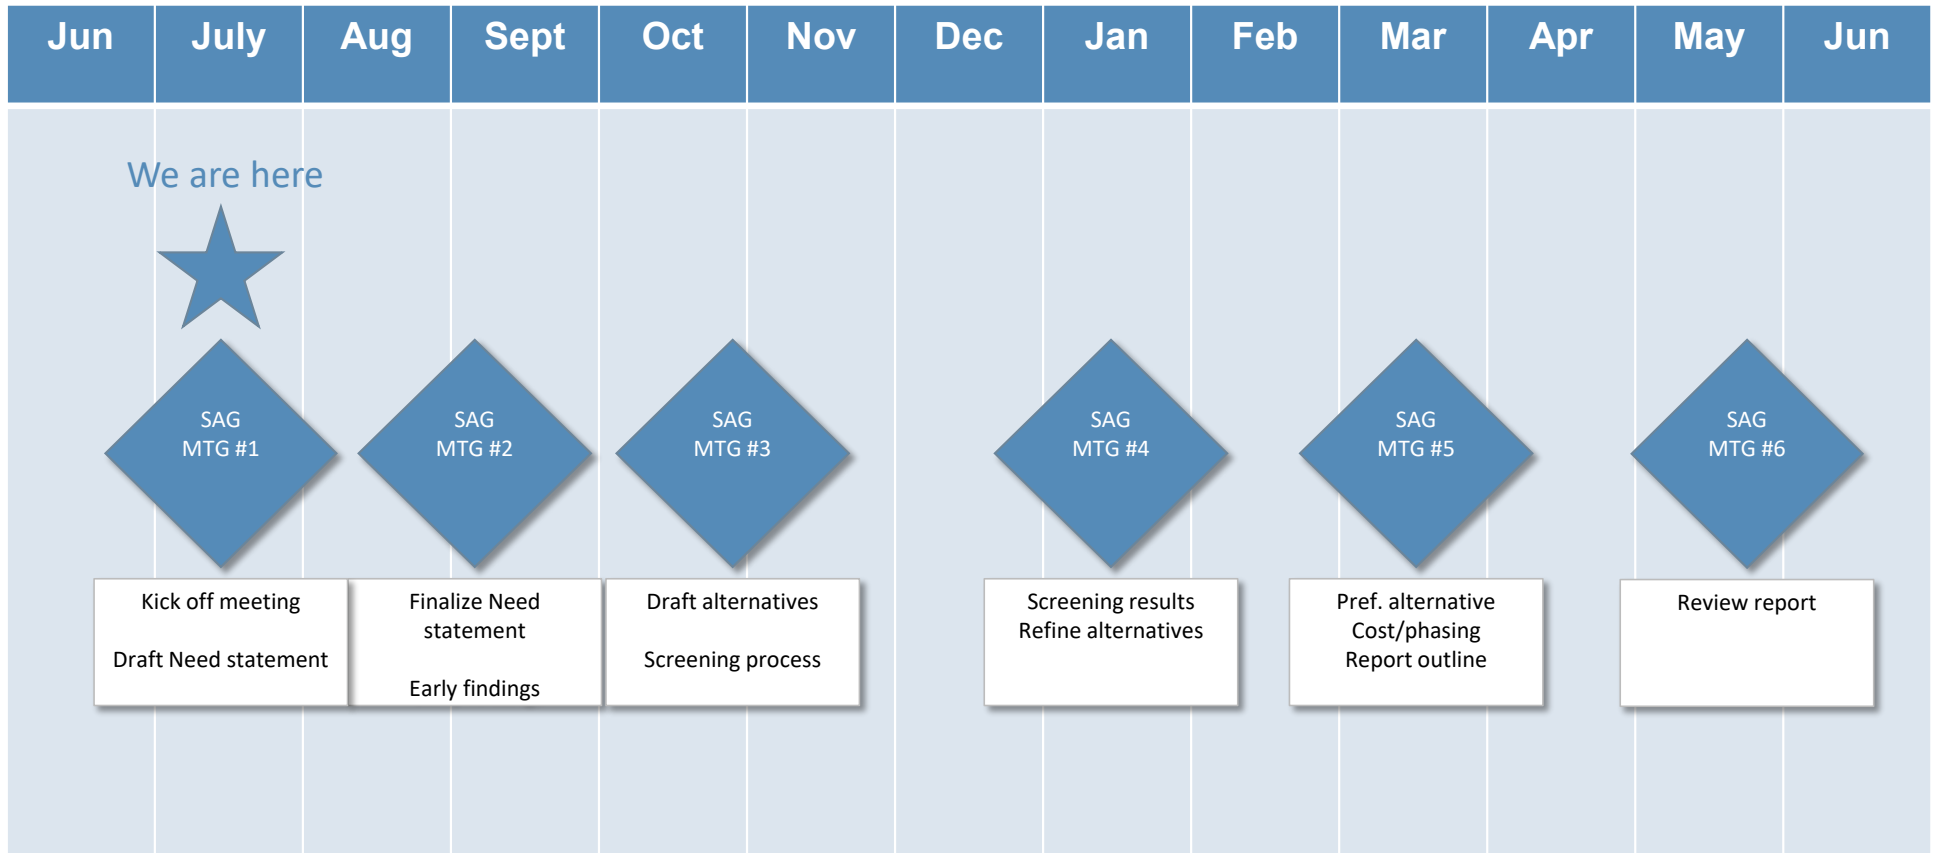 Jun July Aug Sept Oct Nov Dec Jan Feb Mar Apr May Jun
We are here
SAG
MTG #1
SAG
MTG #2
SAG
MTG #3
SAG
MTG #4
SAG
MTG #5
SAG
MTG #6
Kick off meeting
Draft Need statement
Finalize Need
statement
Early findings
Draft alternatives
Screening process
Screening results
Refine alternatives
Pref. alternative
Cost/phasing
Report outline
Review report